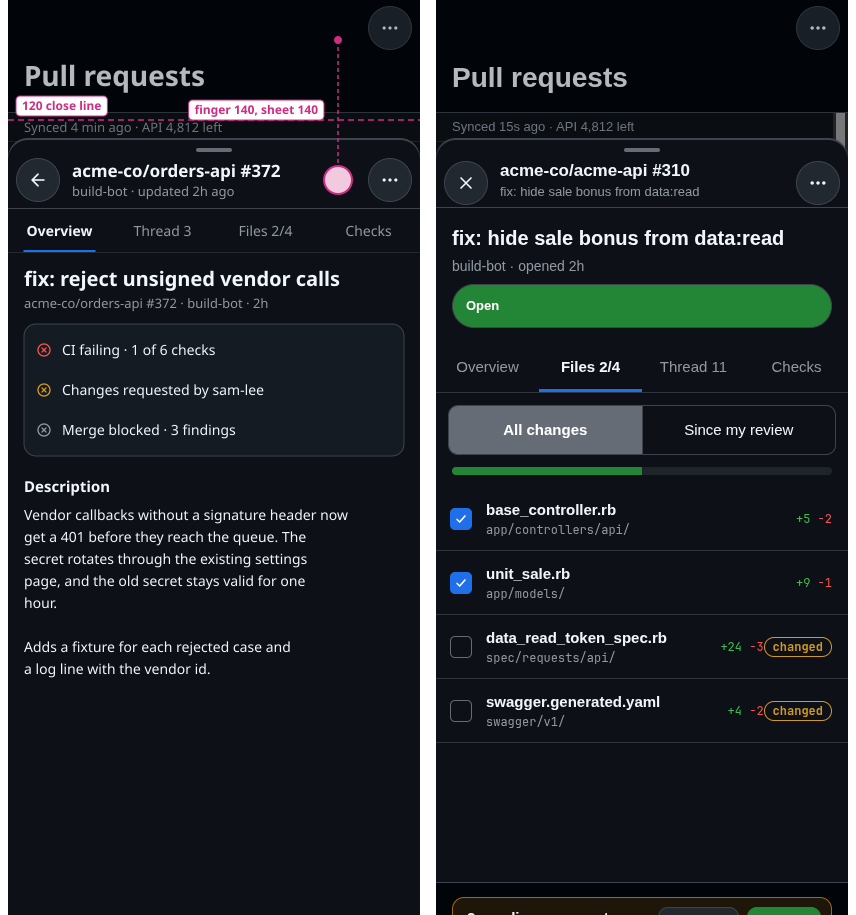 Pull requests
120 close line
finger 140, sheet 140
Synced 4 min ago · API 4,812 left
acme-co/orders-api #372
build-bot · updated 2h ago
Overview
Thread 3
Files 2/4
Checks
fix: reject unsigned vendor calls
acme-co/orders-api #372 · build-bot · 2h
CI failing · 1 of 6 checks
Changes requested by sam-lee
Merge blocked · 3 findings
Description
Vendor callbacks without a signature header now
get a 401 before they reach the queue. The
secret rotates through the existing settings
page, and the old secret stays valid for one
hour.
Adds a fixture for each rejected case and
a log line with the vendor id.
Pull requests
Synced 15s ago · API 4,812 left
acme-co/acme-api #310
fix: hide sale bonus from data:read
fix: hide sale bonus from data:read
build-bot · opened 2h
Open
Overview
Files 2/4
Thread 11
Checks
All changes
Since my review
base_controller.rb
app/controllers/api/
+5 -2
unit_sale.rb
app/models/
+9 -1
data_read_token_spec.rb
spec/requests/api/
+24 -3 changed
swagger.generated.yaml
swagger/v1/
+4 -2 changed